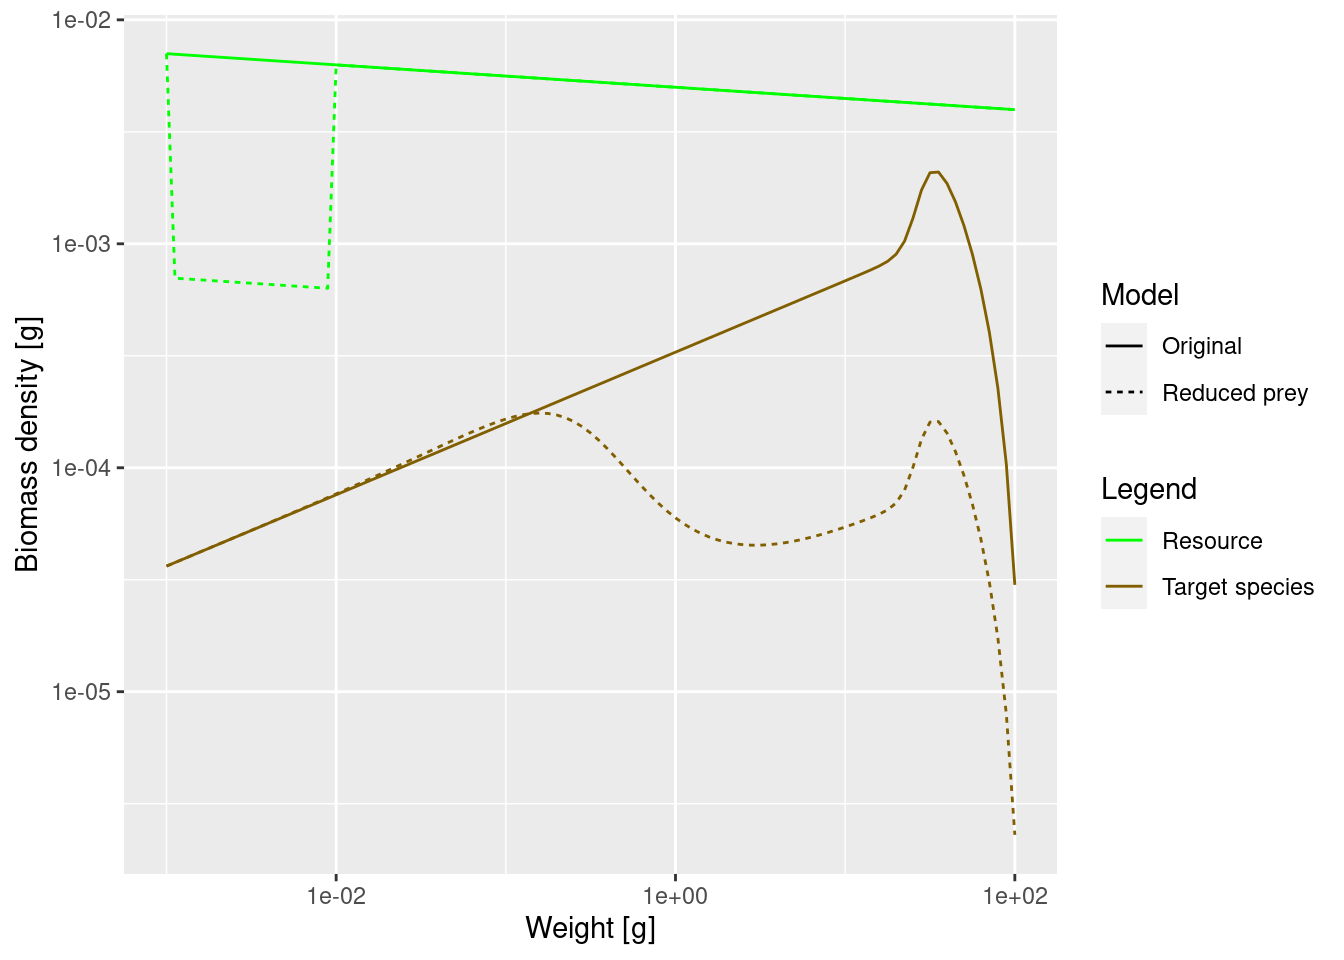 1e-02
1e-03
1e-04
1e-05
Biomass density [g]
1e-02
1e+00
1e+02
Weight [g]
Model
Original
Reduced prey
Legend
Resource
Target species